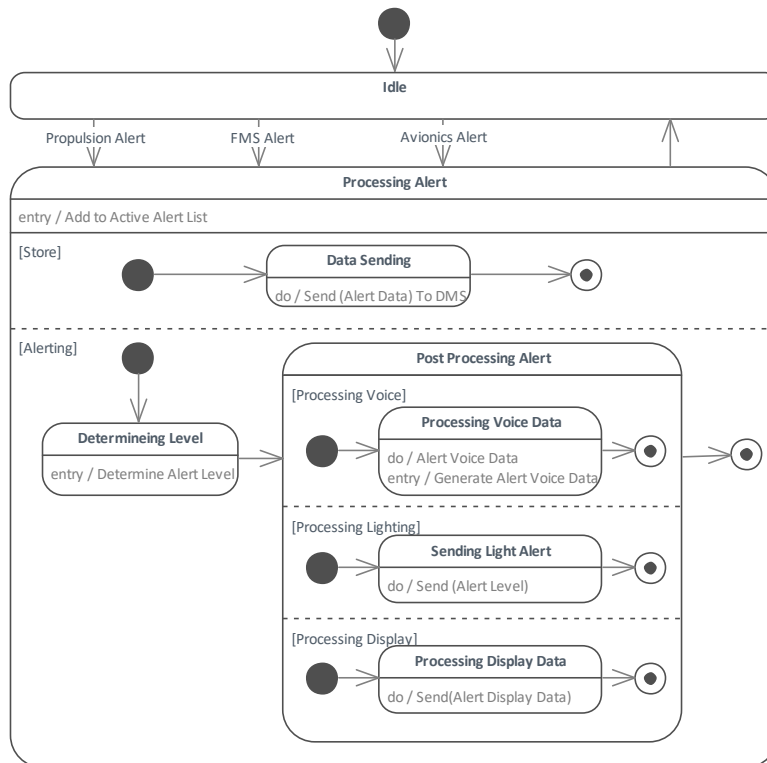 Idle
Propulsion Alert
FMS Alert
Avionics Alert
Processing Alert
entry / Add to Active Alert List
[Store]
Data Sending
do / Send (Alert Data) To DMS
[Alerting]
Post Processing Alert
[Processing Voice]
Processing Voice Data
do / Alert Voice Data
entry / Generate Alert Voice Data
Determineing Level
entry / Determine Alert Level
[Processing Lighting]
Sending Light Alert
do / Send (Alert Level)
[Processing Display]
Processing Display Data
do / Send(Alert Display Data)